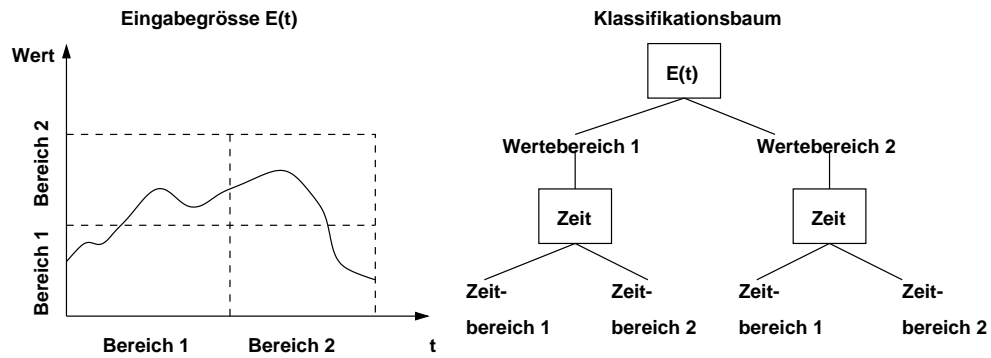 Eingabegrösse E(t)
Wert
Bereich 2
Bereich 1
Bereich 1
Bereich 2
t
Klassifikationsbaum
E(t)
Wertebereich 1
Wertebereich 2
Zeit
Zeit
Zeit-
bereich 1
Zeit-
bereich 2
Zeit-
bereich 1
Zeit-
bereich 2